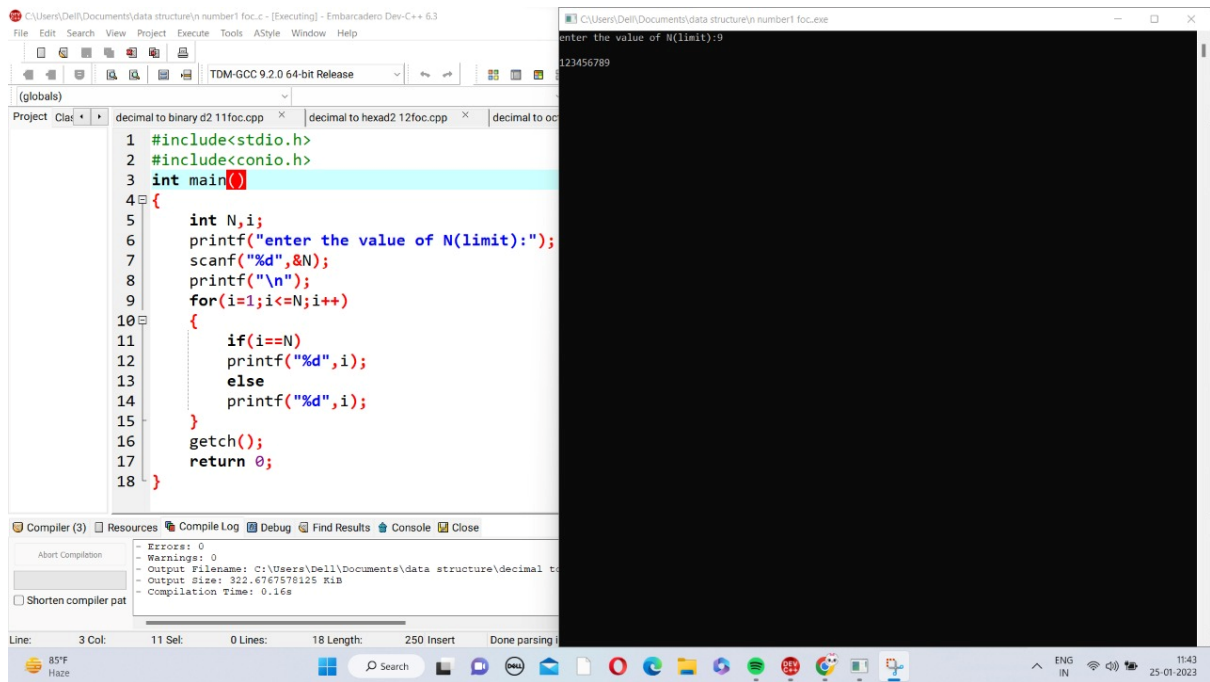 C:\Users\Dell\Documents\data structure\n number1 foc.c - [Executing] - Embarcadero Dev-C++ 6.3
File Edit Search View Project Execute Tools AStyle Window Help
TDM-GCC 9.2.0 64-bit Release
(globals)
Project Clas decimal to binary d2 11foc.cpp decimal to hexad2 12foc.cpp decimal to oc
1 #include<stdio.h>
2 #include<conio.h>
3 int main()
4 {
5 int N,i;
6 printf("enter the value of N(limit):");
7 scanf("%d",&N);
8 printf("\n");
9 for(i=1;i<=N;i++)
10 {
11 if(i==N)
12 printf("%d",i);
13 else
14 printf("%d",i);
15 }
16 getch();
17 return 0;
18 }
Compiler (3) Resources Compile Log Debug Find Results Console Close
Abort Compilation
Shorten compiler pat
- Errors: 0
- Warnings: 0
- Output Filename: C:\Users\Dell\Documents\data structure\decimal to
- Output Size: 322.6767578125 KiB
- Compilation Time: 0.16s
Line: 3 Col: 11 Sel: 0 Lines: 18 Length: 250 Insert Done parsing i
C:\Users\Dell\Documents\data structure\n number1 foc.exe
enter the value of N(limit):9
123456789
85°F
Haze
Search
DELL
DEV
C++
ENG
IN
11:43
25-01-2023